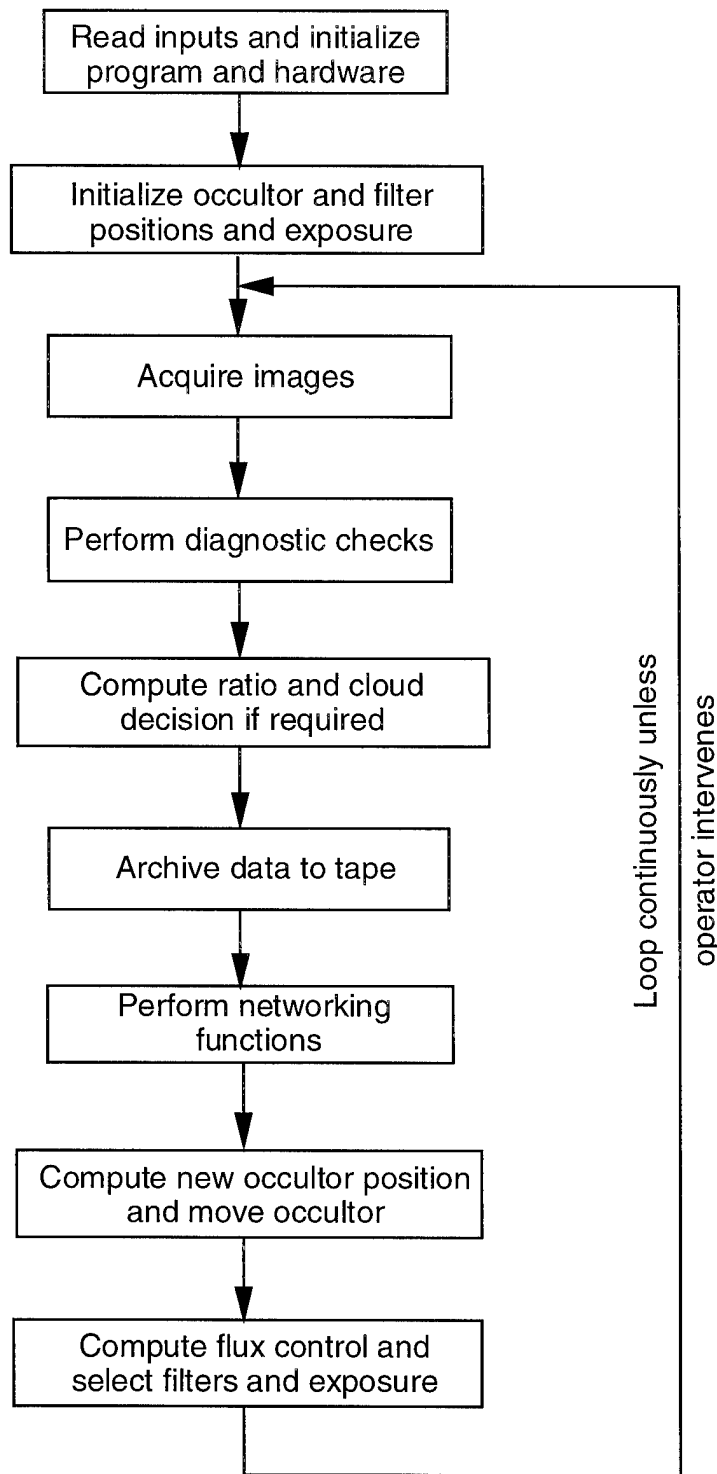 Read inputs and initialize
program and hardware
Initialize occultor and filter
positions and exposure
Acquire images
Perform diagnostic checks
Compute ratio and cloud
decision if required
Archive data to tape
Perform networking
functions
Compute new occultor position
and move occultor
Compute flux control and
select filters and exposure
Loop continuously unless
operator intervenes